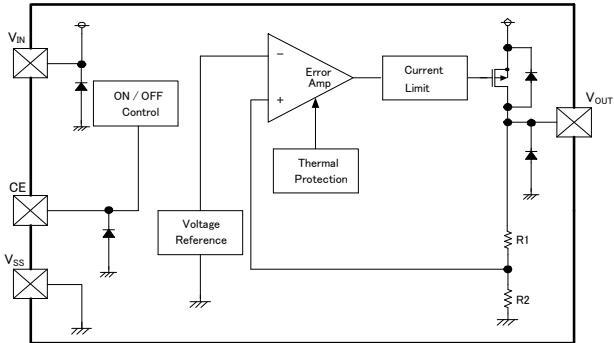 VIN
ON / OFF
Control
CE
VSS
−
+
Error
Amp
Thermal
Protection
Voltage
Reference
Current
Limit
VOUT
R1
R2